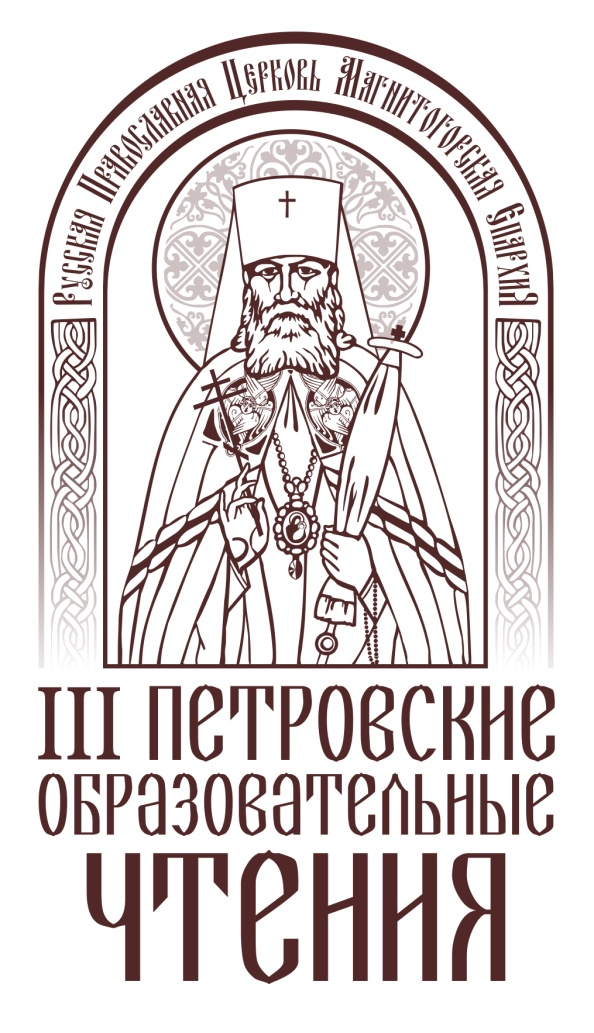 Русская Православная Церковь Магнитогорская Епархия
III ПЕТРОВСКИЕ
ОБРАЗОВАТЕЛЬНЫЕ
ЧТЕНИЯ